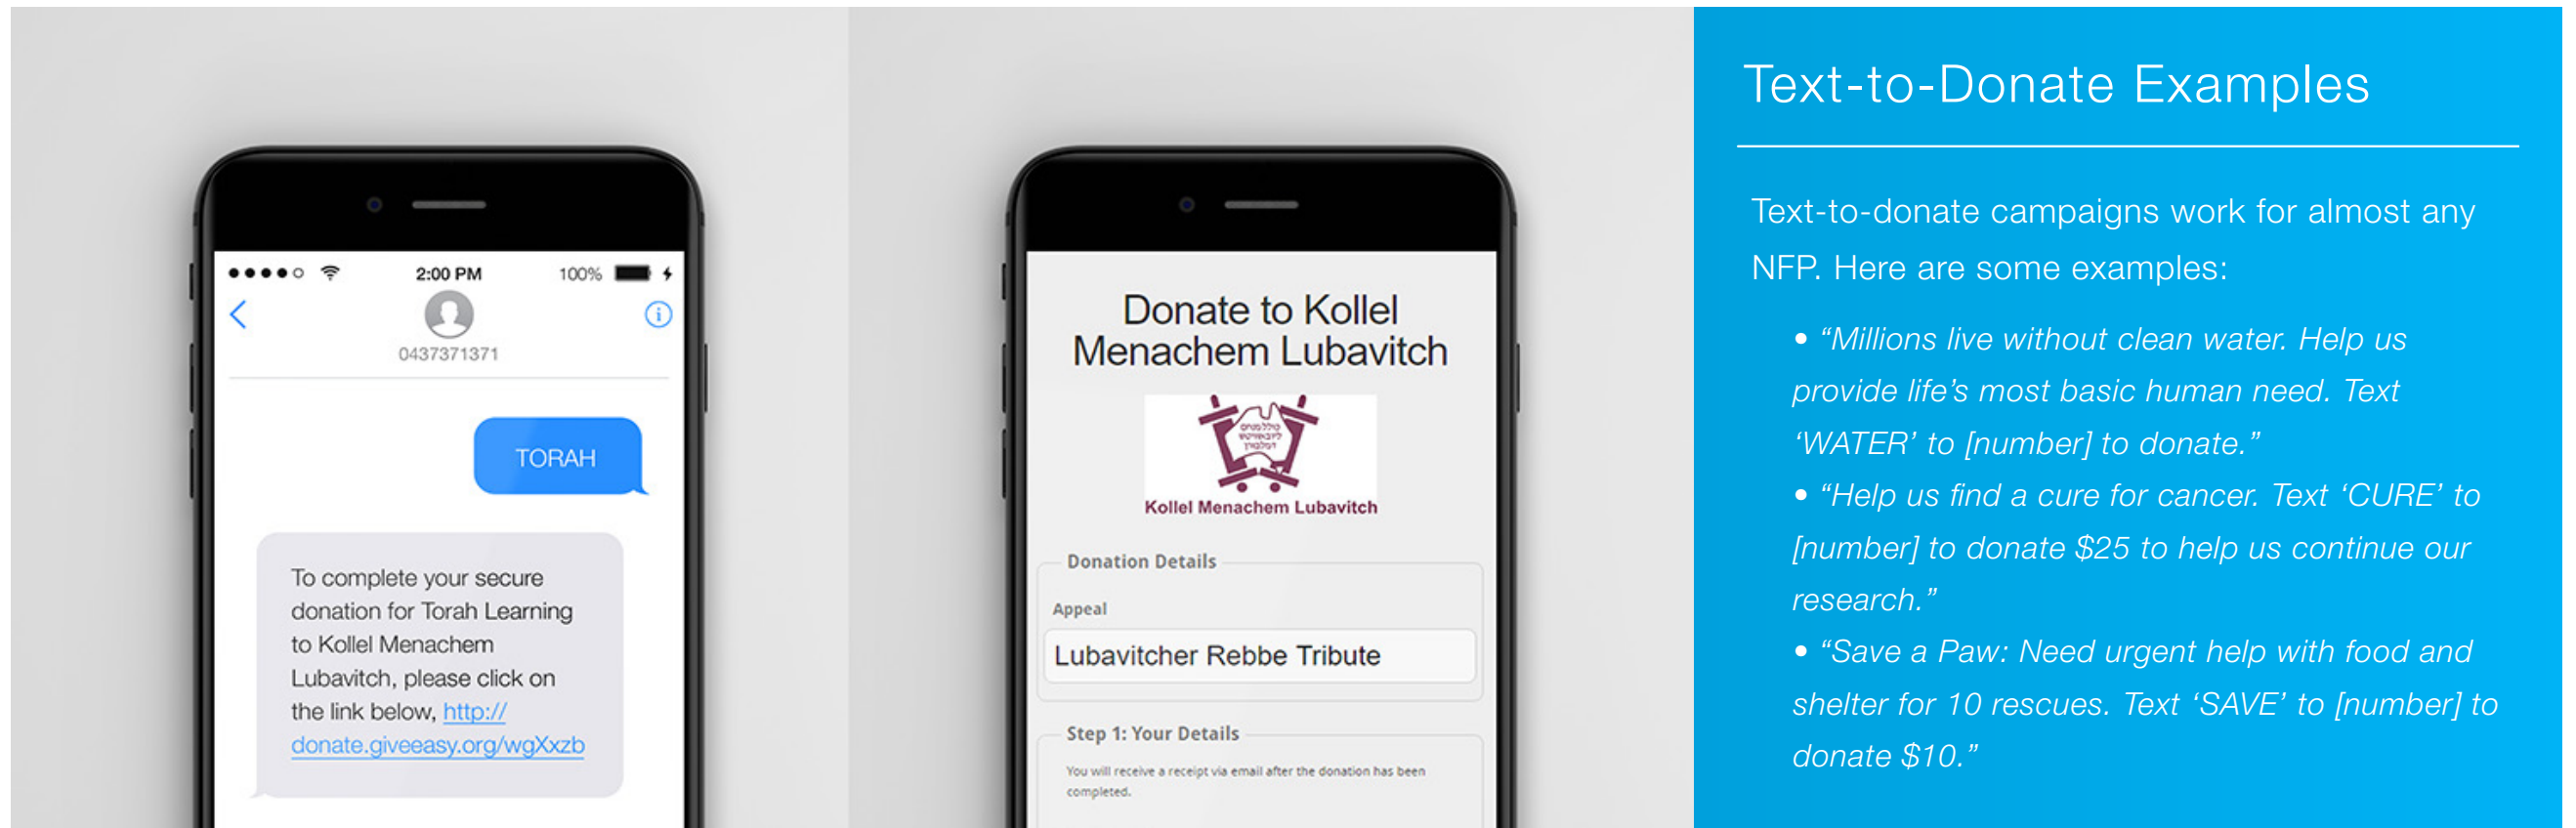 2:00 PM
100%
0437371371
TORAH
To complete your secure
donation for Torah Learning
to Kollel Menachem
Lubavitch, please click on
the link below, http://
donate.giveeasy.org/wgXxzb
Donate to Kollel
Menachem Lubavitch
כולל מנחם
ליובאוויטש
דמלבורן
Kollel Menachem Lubavitch
Donation Details
Appeal
Lubavitcher Rebbe Tribute
Step 1: Your Details
You will receive a receipt via email after the donation has been
completed.
Text-to-Donate Examples
Text-to-donate campaigns work for almost any
NFP. Here are some examples:
• “Millions live without clean water. Help us
provide life’s most basic human need. Text
‘WATER’ to [number] to donate.”
• “Help us find a cure for cancer. Text ‘CURE’ to
[number] to donate $25 to help us continue our
research.”
• “Save a Paw: Need urgent help with food and
shelter for 10 rescues. Text ‘SAVE’ to [number] to
donate $10.”